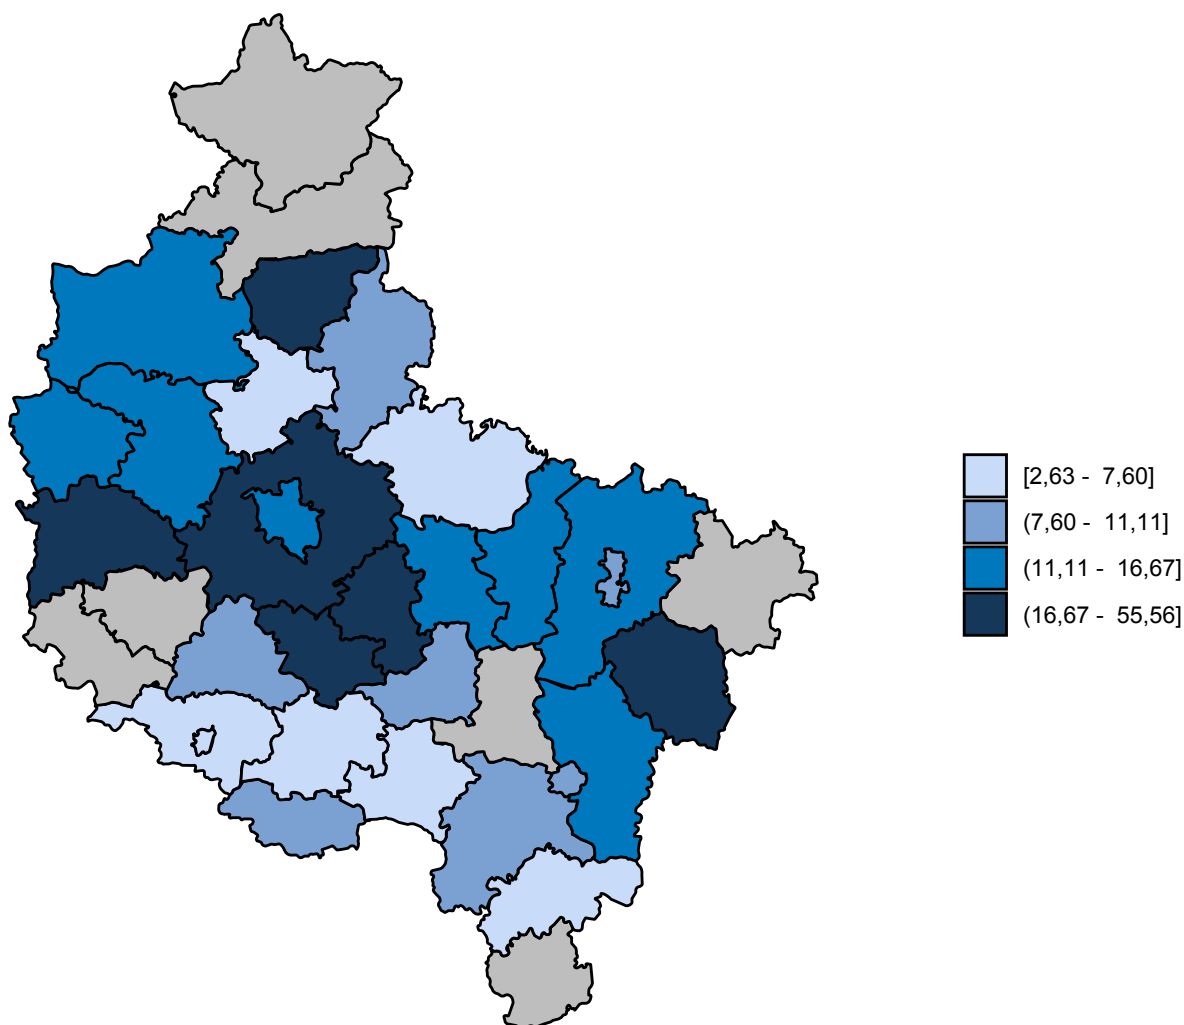 [2,63 - 7,60]
(7,60 - 11,11]
(11,11 - 16,67]
(16,67 - 55,56]